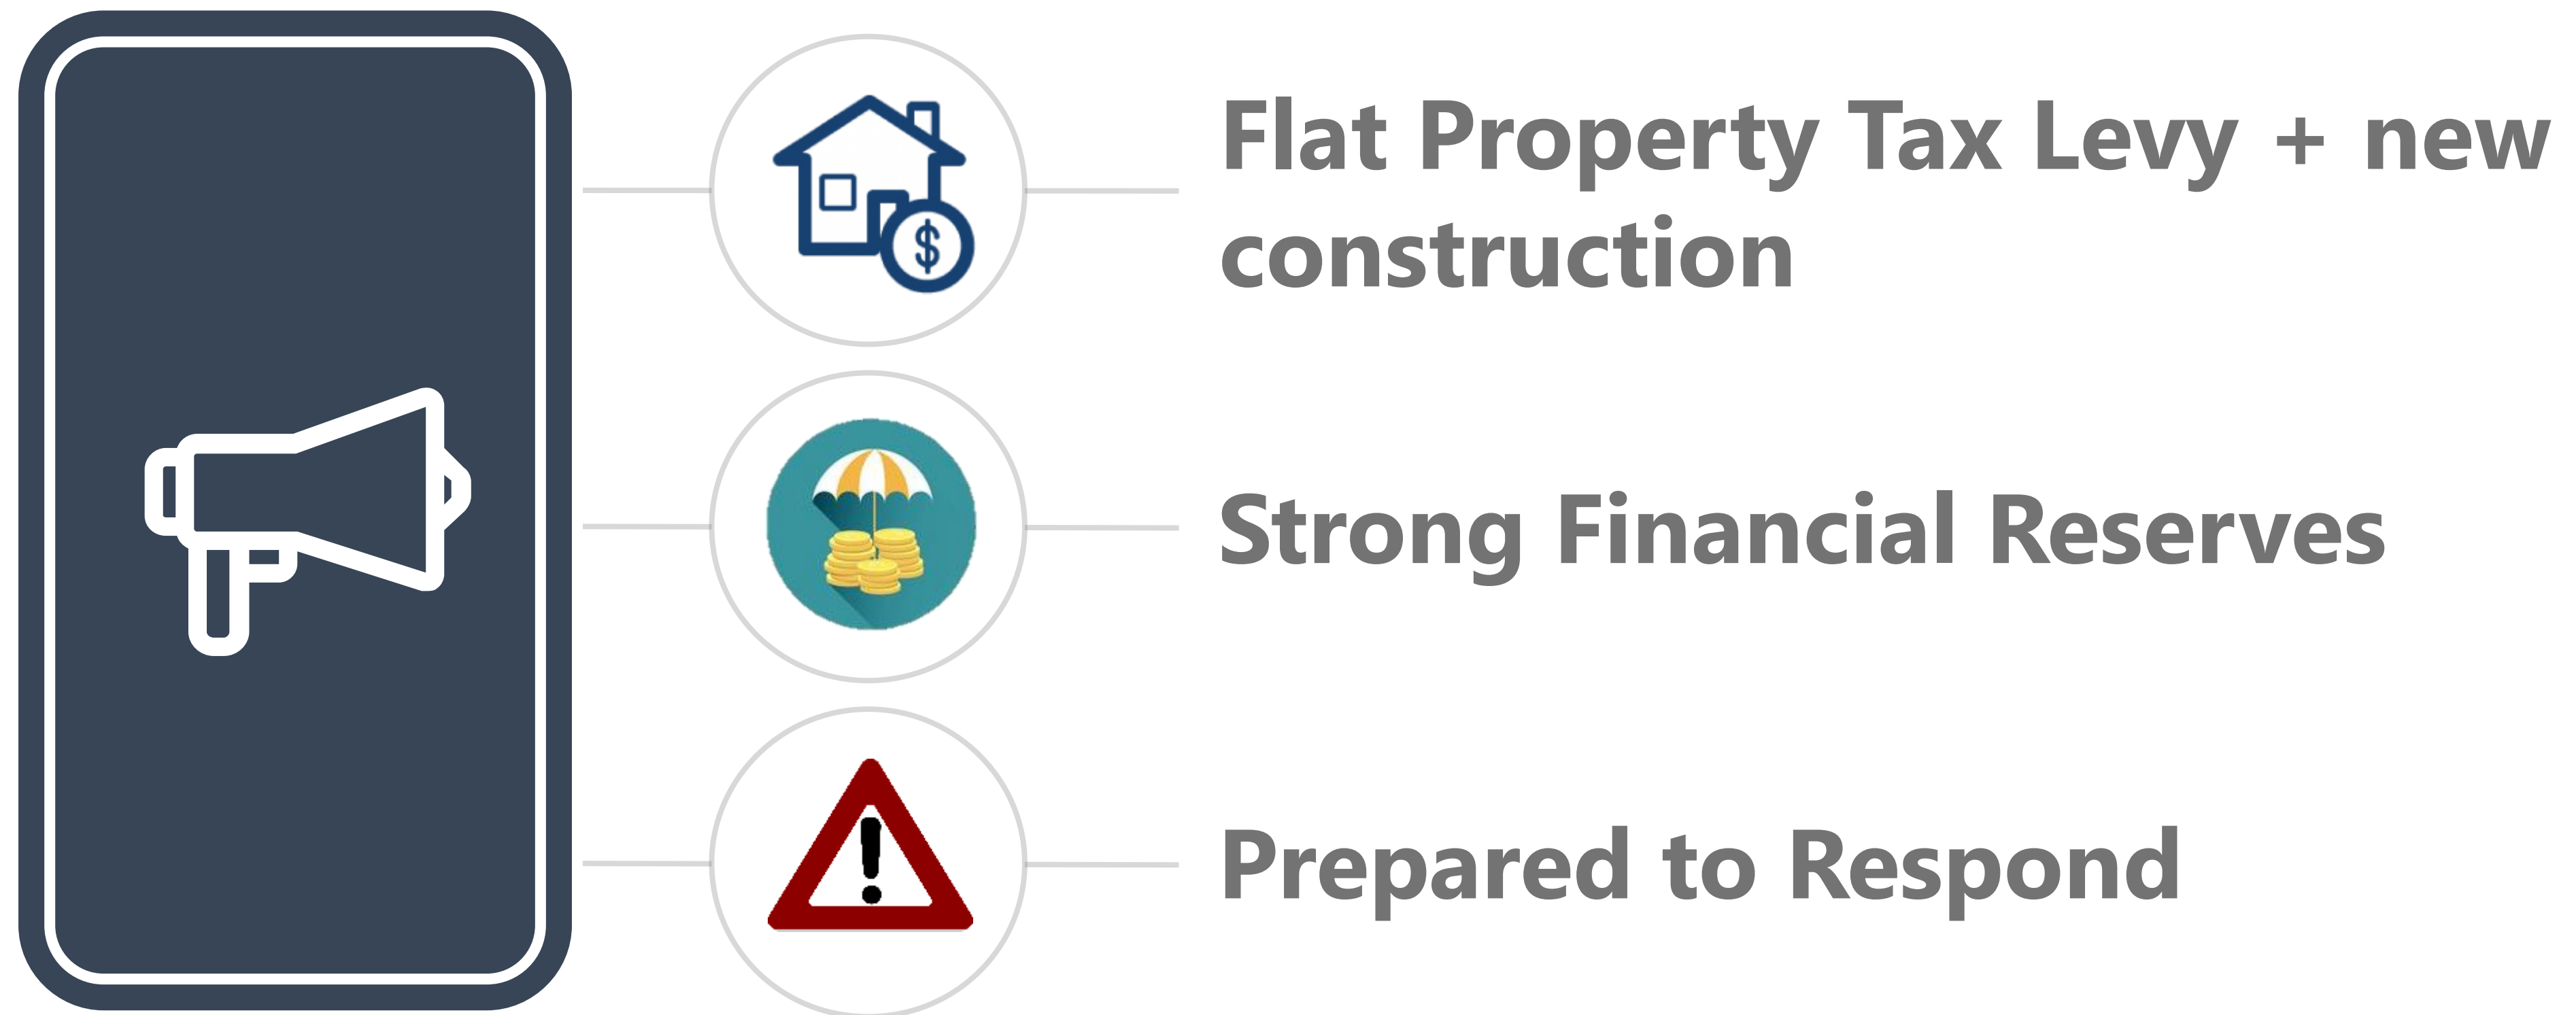 Flat Property Tax Levy + new
construction
Strong Financial Reserves
Prepared to Respond